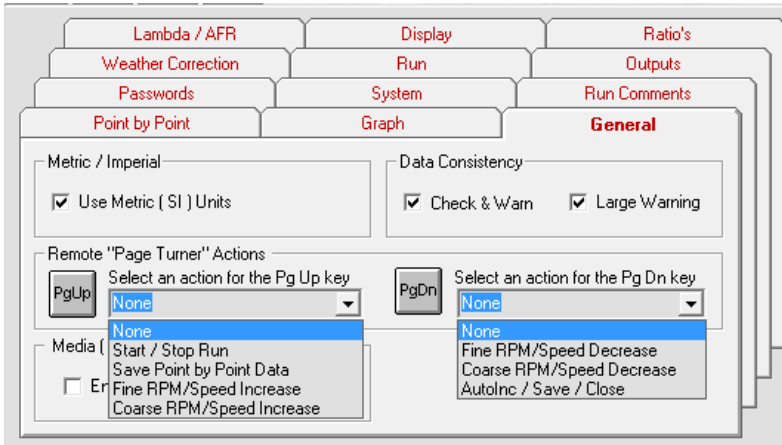 Lambda / AFR Display Ratio's
Weather Correction Run Outputs
Passwords System Run Comments
Point by Point Graph General
Metric / Imperial Data Consistency
Use Metric ( SI ) Units Check & Warn Large Warning
Remote "Page Turner" Actions
PgUp Select an action for the Pg Up key PgDn Select an action for the Pg Dn key
None None
None None
Start / Stop Run Fine RPM/Speed Decrease
Save Point by Point Data Coarse RPM/Speed Decrease
Fine RPM/Speed Increase AutoInc / Save / Close
Coarse RPM/Speed Increase
Media (